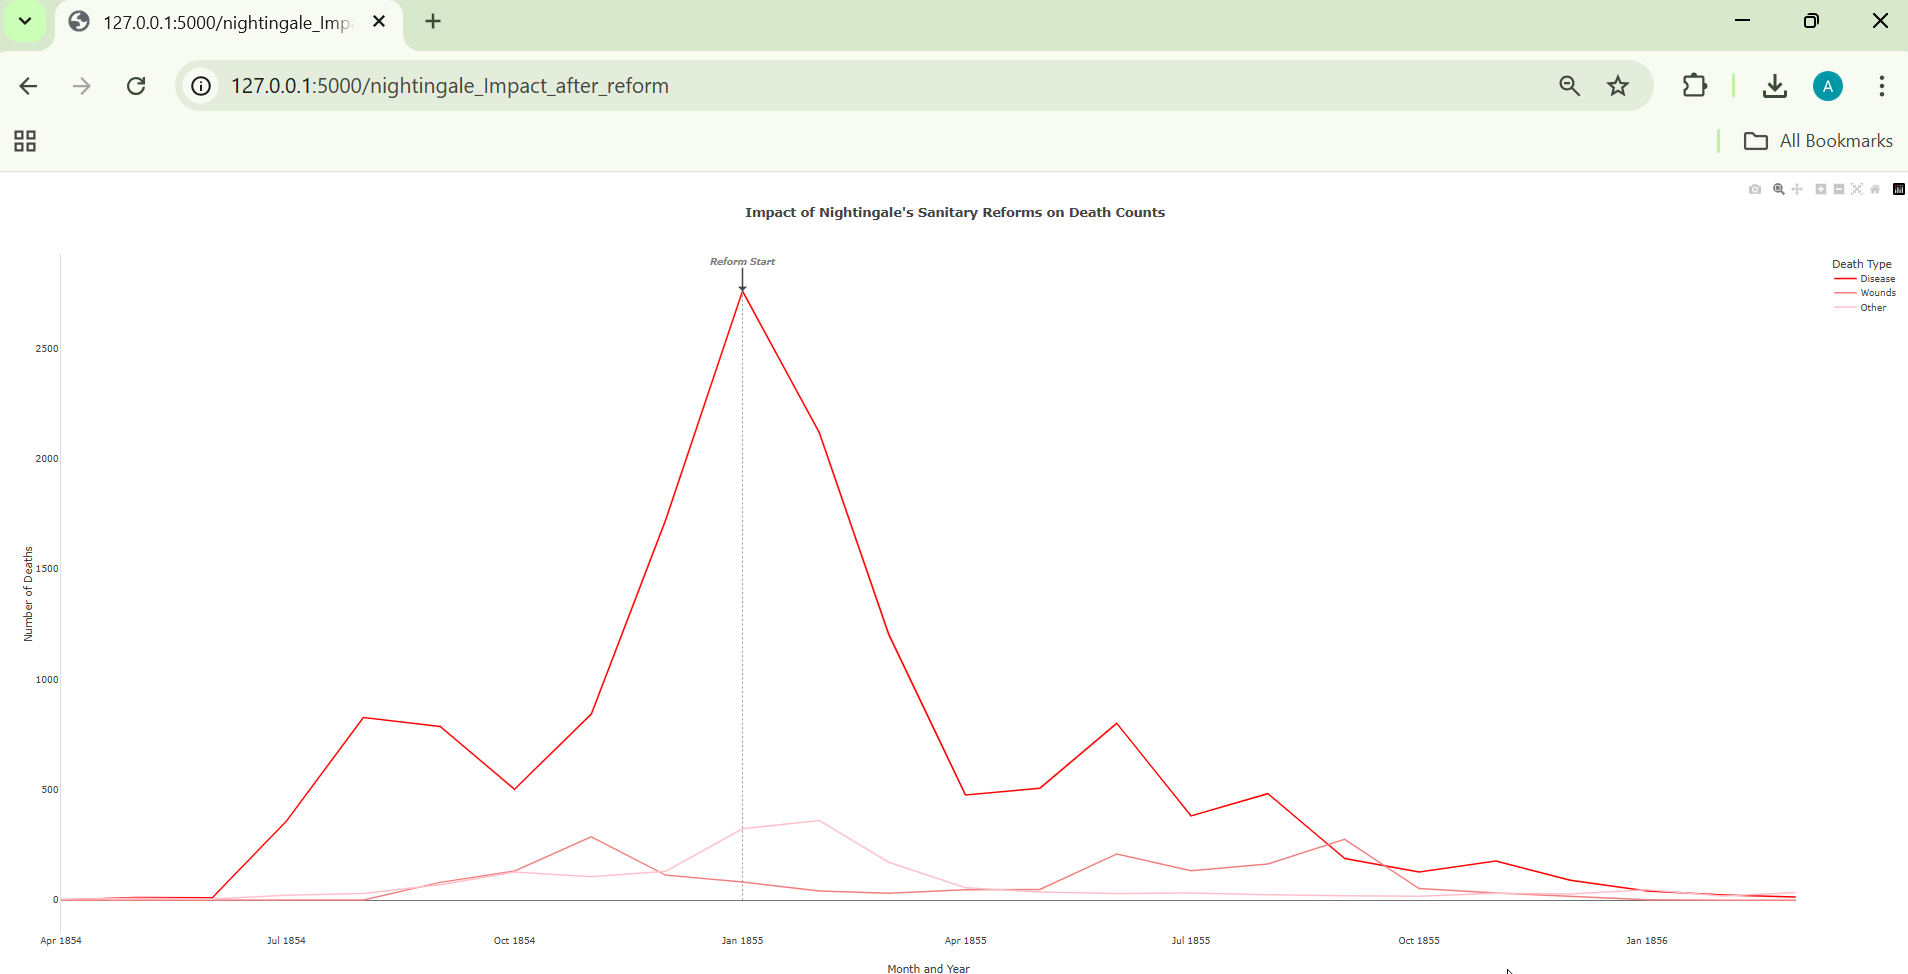 127.0.0.1:5000/nightingale_Imp
127.0.0.1:5000/nightingale_Impact_after_reform
A
All Bookmarks
Impact of Nightingale's Sanitary Reforms on Death Counts
Reform Start
Death Type
Disease
Wounds
Other
2500
2000
1500
1000
500
0
Number of Deaths
Apr 1854
Jul 1854
Oct 1854
Jan 1855
Apr 1855
Jul 1855
Oct 1855
Jan 1856
Month and Year